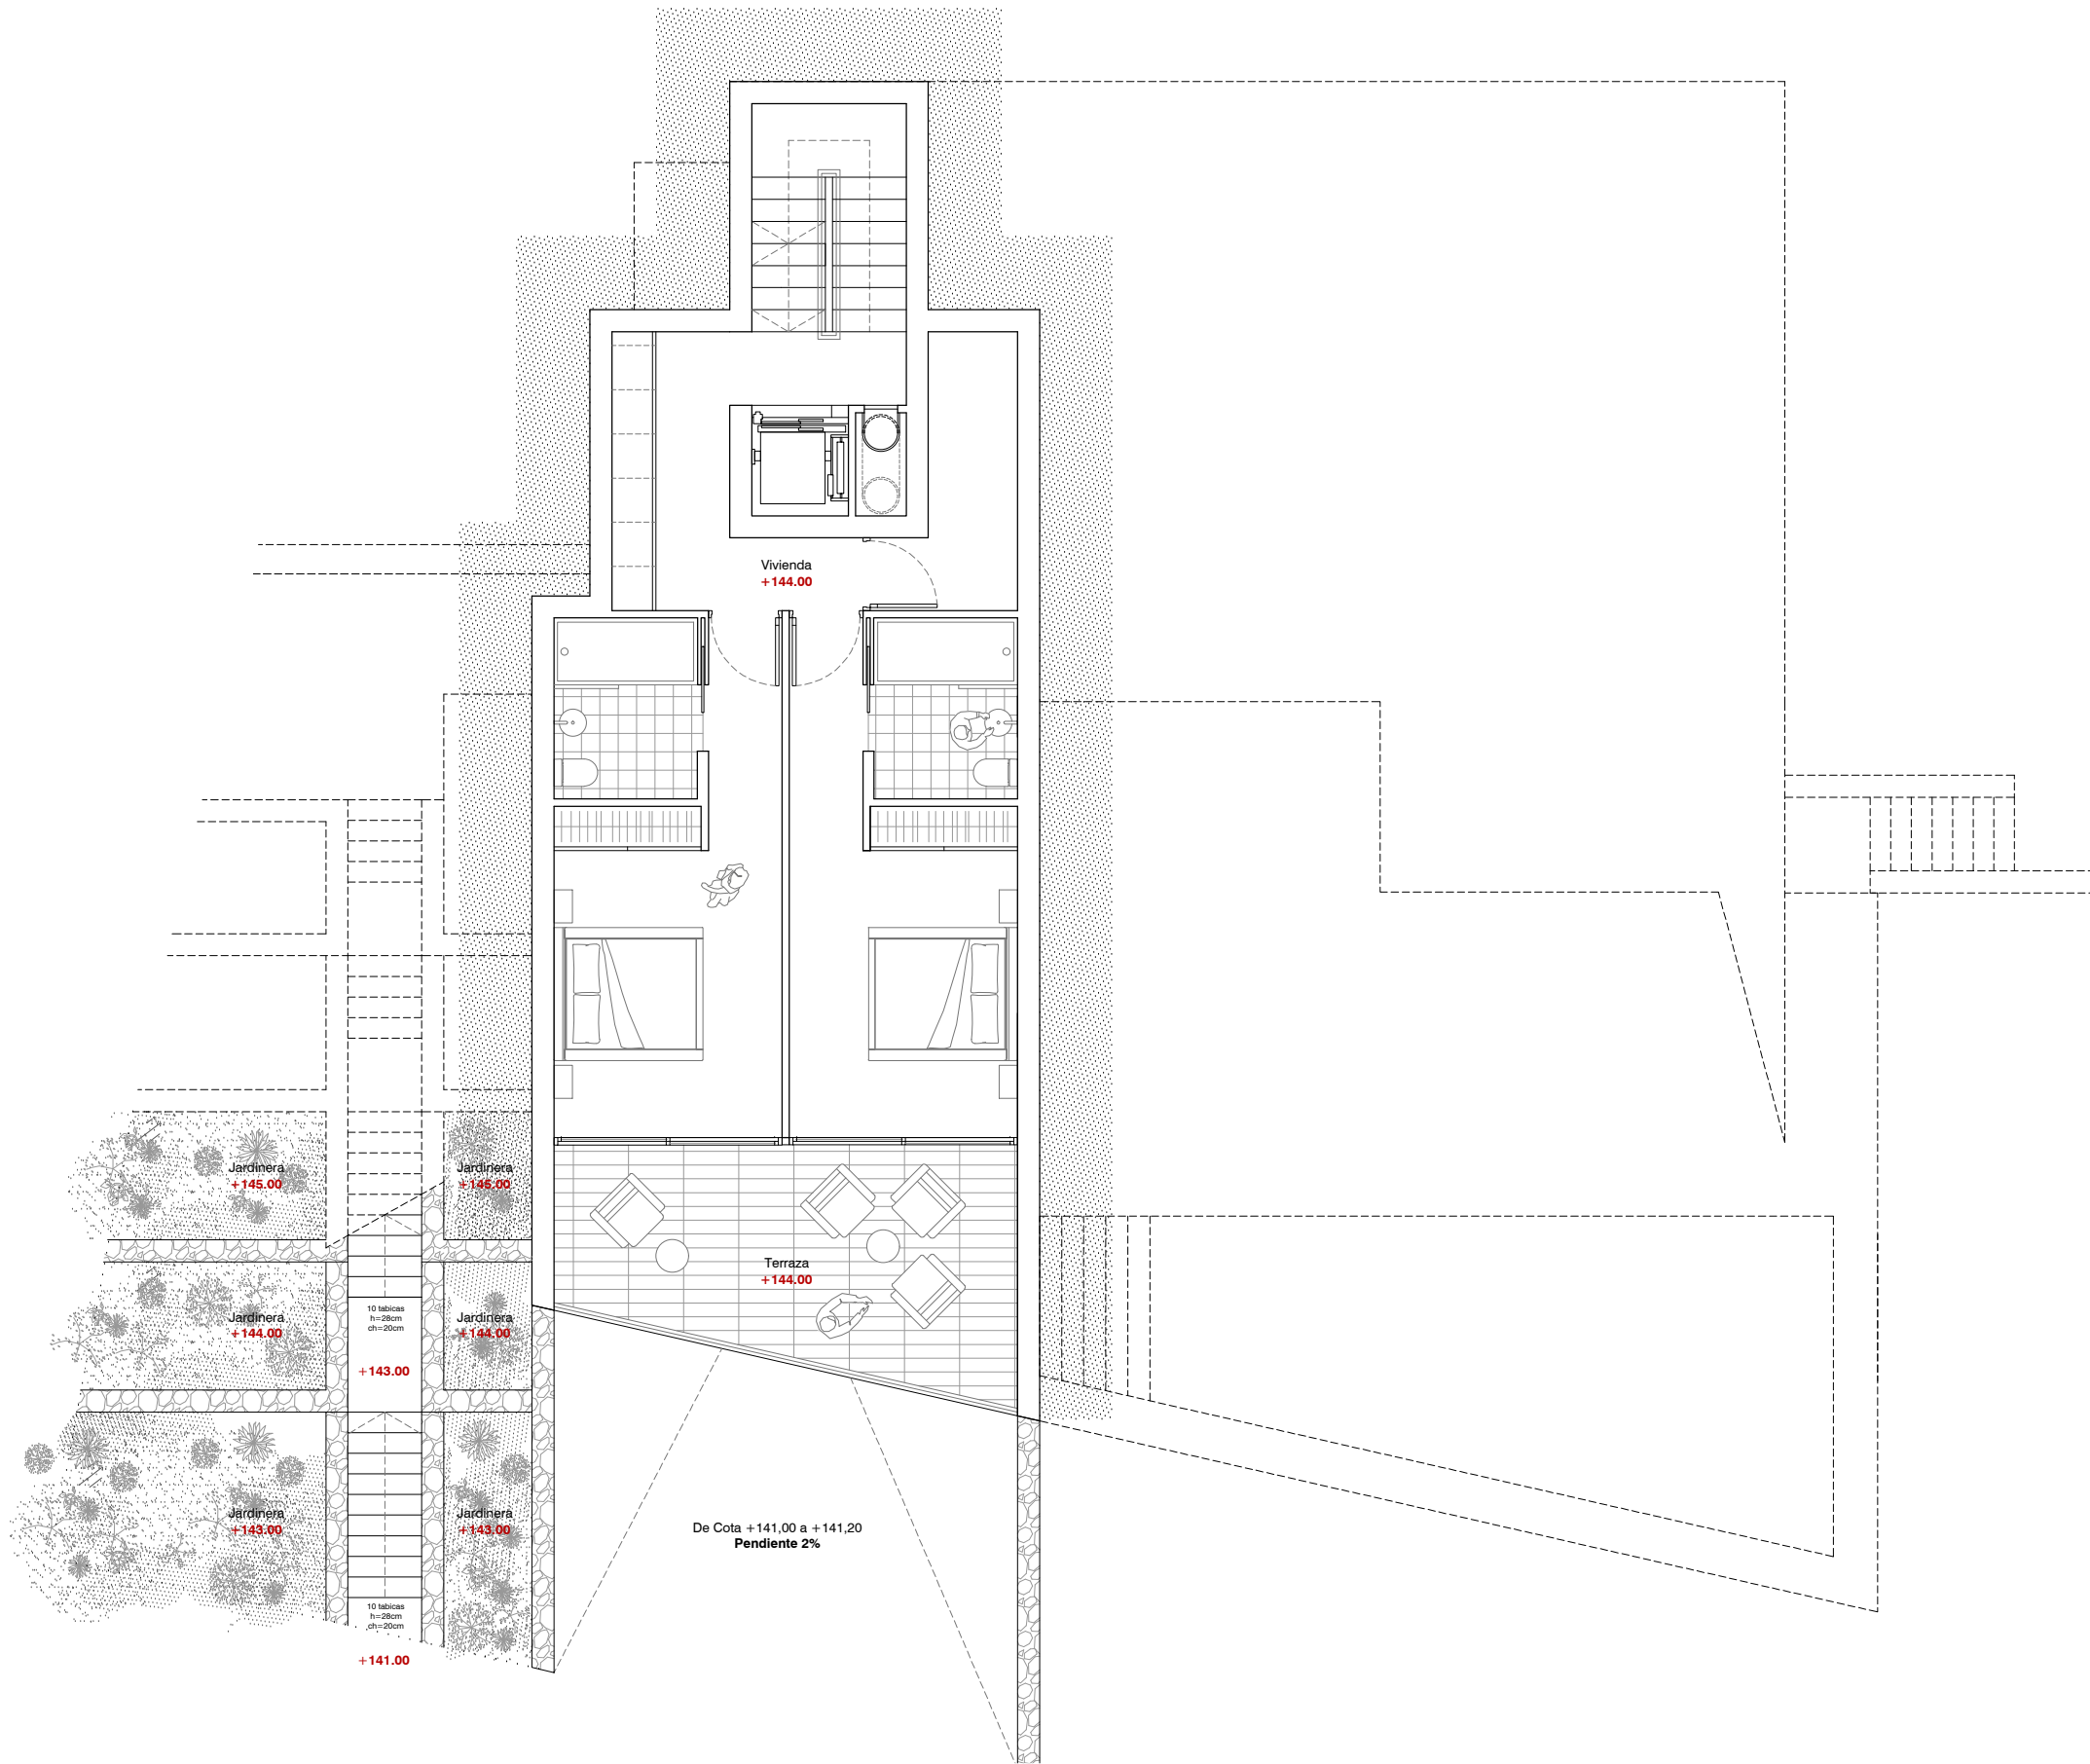 Vivienda
+144.00
Jardinera
+145.00
Jardinera
+145.00
Terraza
+144.00
10 tabicas
h=28cm
ch=20cm
Jardinera
+144.00
Jardinera
+144.00
+143.00
Jardinera
+143.00
Jardinera
+143.00
De Cota +141,00 a +141,20
Pendiente 2%
10 tabicas
h=28cm
ch=20cm
+141.00